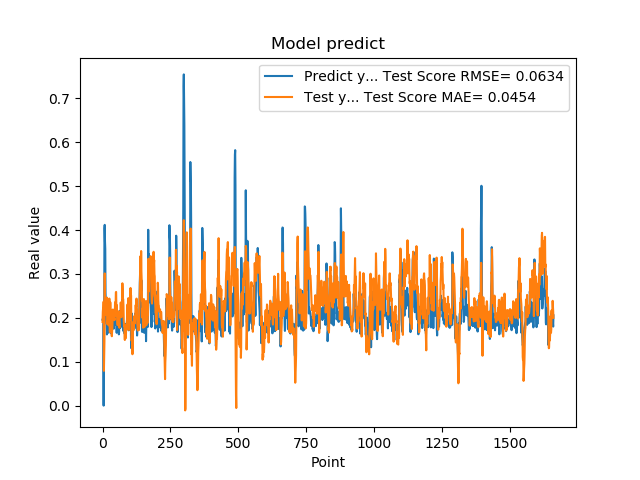 Model predict
Predict y... Test Score RMSE= 0.0634
Test y... Test Score MAE= 0.0454
Real value
0.7
0.6
0.5
0.4
0.3
0.2
0.1
0.0
0 250 500 750 1000 1250 1500
Point